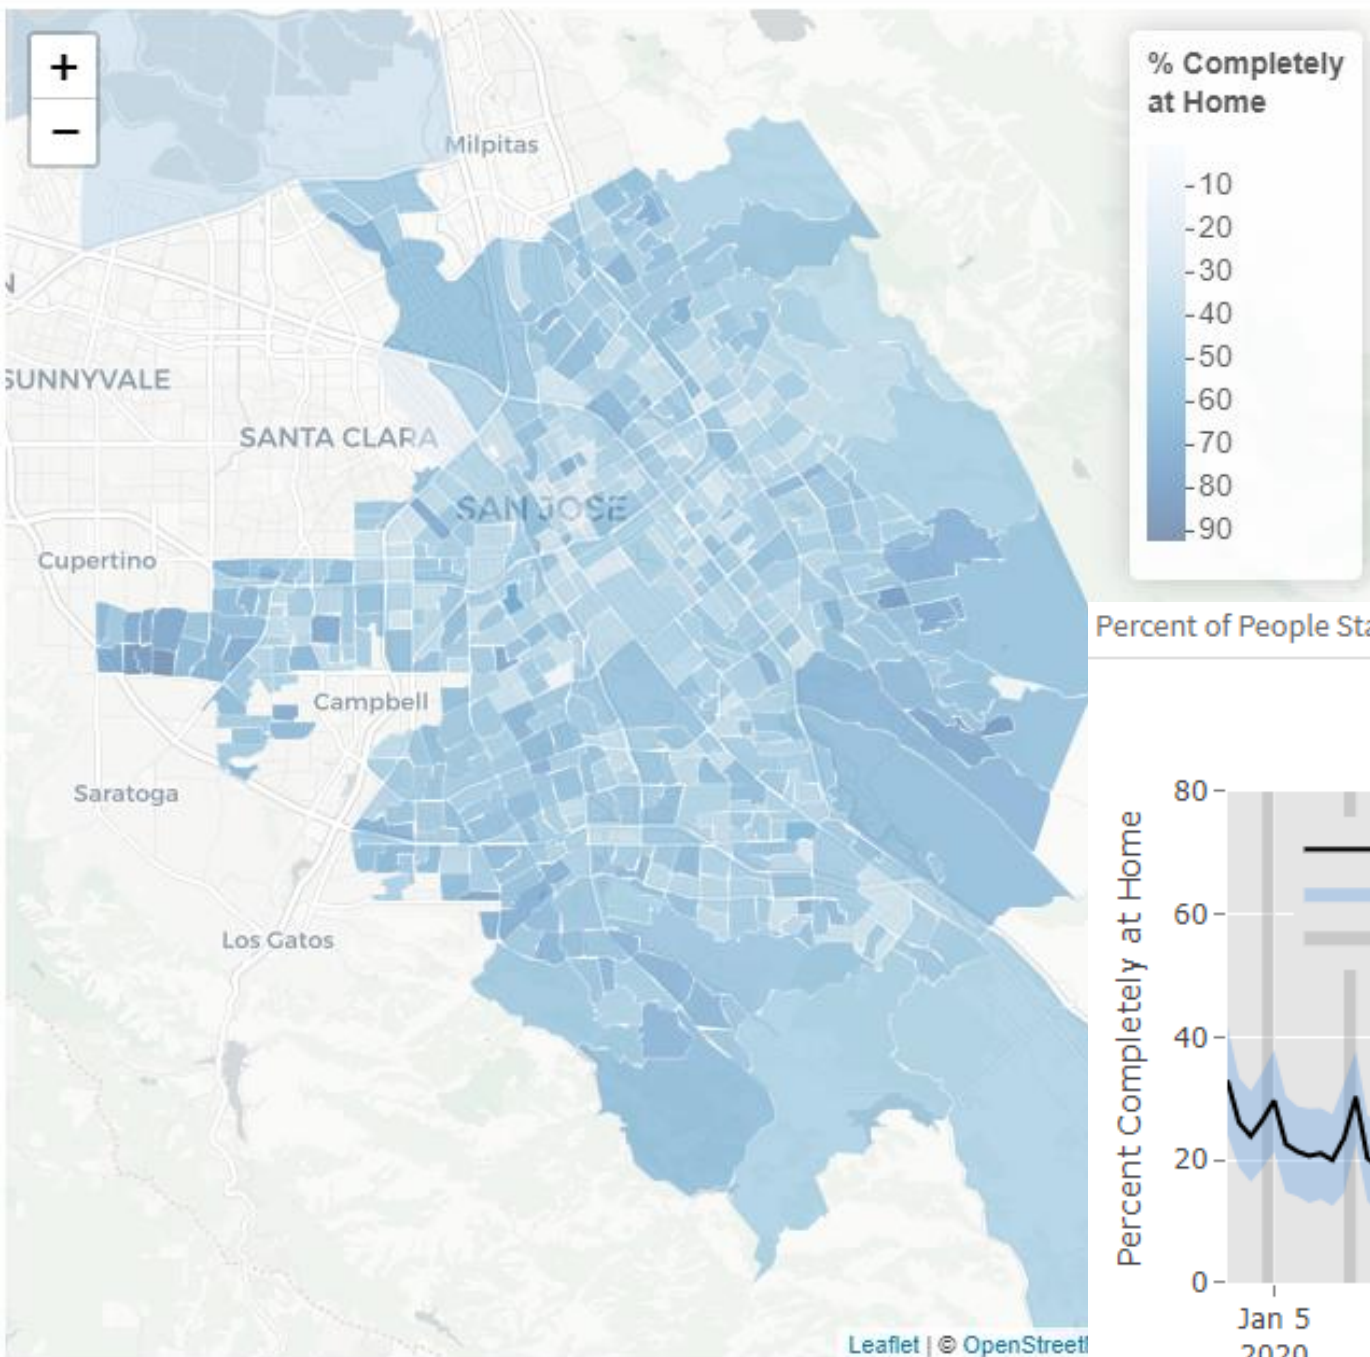 +
−
Milpitas
SUNNYVALE
SANTA CLARA
SAN JOSE
Cupertino
Campbell
Saratoga
Los Gatos
Leaflet | © OpenStreet
% Completely
at Home
10
20
30
40
50
60
70
80
90
Percent of People Sta
Percent Completely at Home
80
60
40
20
0
Jan 5
2020